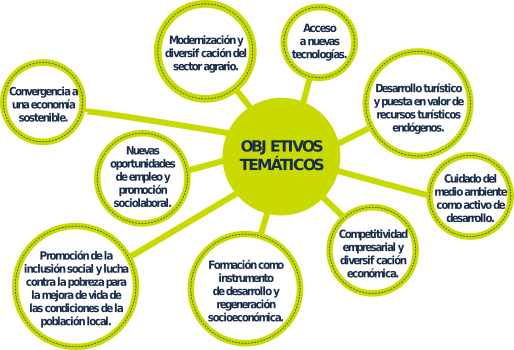 Modernización y
diversif cación del
sector agrario.
Acceso
a nuevas
tecnologías.
Convergencia a
una economía
sostenible.
Desarrollo turístico
y puesta en valor de
recursos turísticos
endógenos.
OBJ ETIVOS
TEMÁTICOS
Nuevas
oportunidades
de empleo y
promoción
sociolaboral.
Cuidado del
medio ambiente
como activo de
desarrollo.
Promoción de la
inclusión social y lucha
contra la pobreza para
la mejora de vida de
las condiciones de la
población local.
Formación como
instrumento
de desarrollo y
regeneración
socioeconómica.
Competitividad
empresarial y
diversif cación
económica.